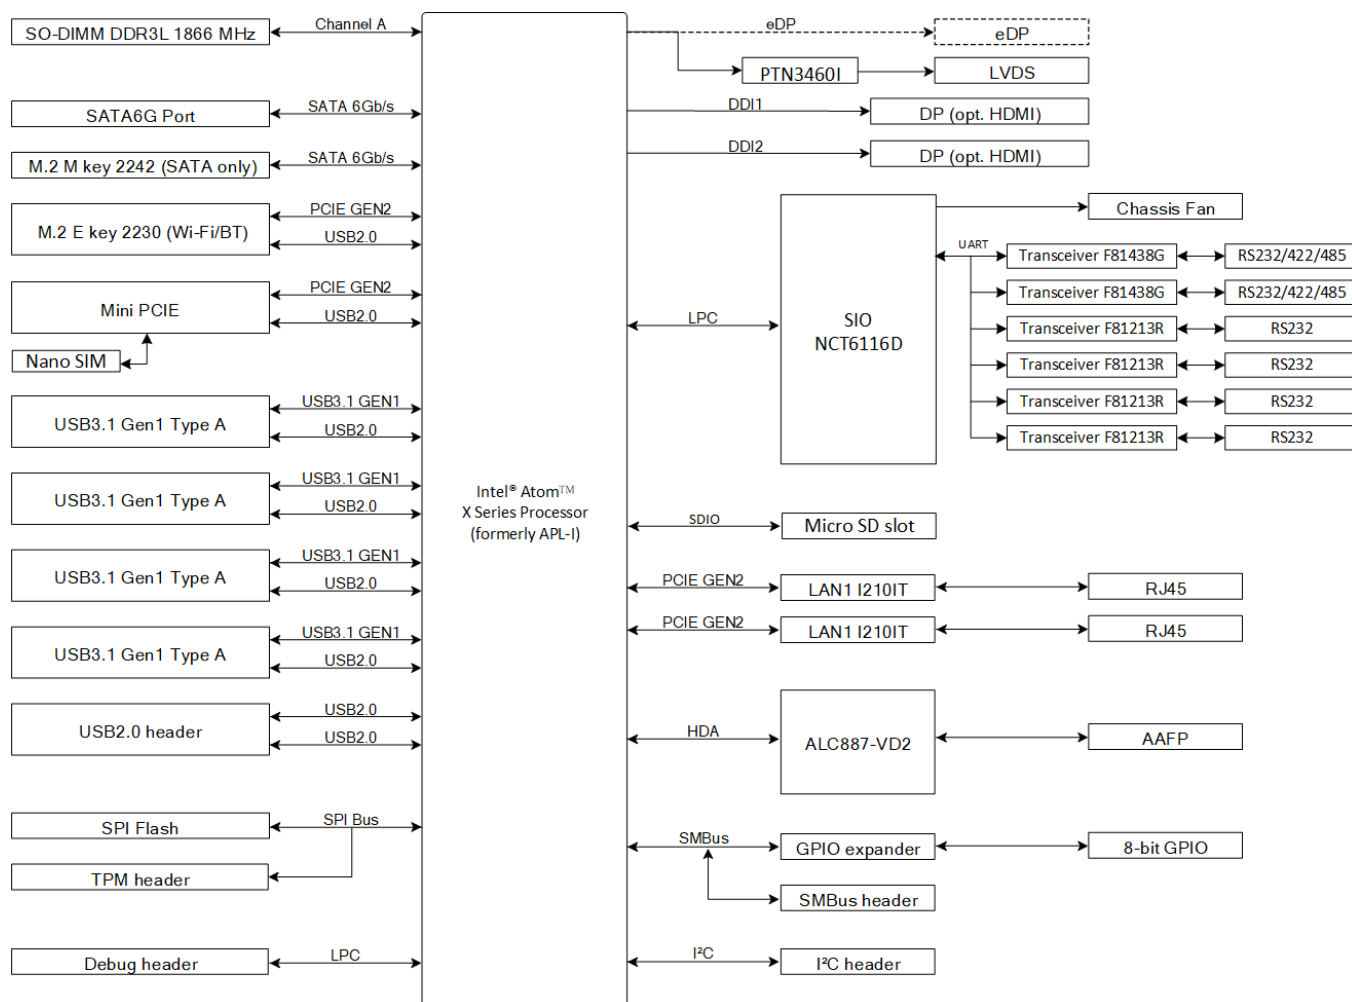 SO-DIMM DDR3L 1866 MHz
Channel A
SATA6G Port
SATA 6Gb/s
M.2 M key 2242 (SATA only)
SATA 6Gb/s
M.2 E key 2230 (Wi-Fi/BT)
PCIE GEN2
USB2.0
Mini PCIE
PCIE GEN2
USB2.0
Nano SIM
USB3.1 Gen1 Type A
USB3.1 GEN1
USB2.0
USB3.1 Gen1 Type A
USB3.1 GEN1
USB2.0
USB3.1 Gen1 Type A
USB3.1 GEN1
USB2.0
USB3.1 Gen1 Type A
USB3.1 GEN1
USB2.0
USB2.0 header
USB2.0
USB2.0
SPI Flash
SPI Bus
TPM header
Debug header
LPC
Intel® Atom™
X Series Processor
(formerly APL-I)
eDP
eDP
PTN3460I
LVDS
DDI1
DP (opt. HDMI)
DDI2
DP (opt. HDMI)
LPC
SIO
NCT6116D
Chassis Fan
UART
Transceiver F81438G
RS232/422/485
Transceiver F81438G
RS232/422/485
Transceiver F81213R
RS232
Transceiver F81213R
RS232
Transceiver F81213R
RS232
Transceiver F81213R
RS232
SDIO
Micro SD slot
PCIE GEN2
LAN1 I210IT
RJ45
PCIE GEN2
LAN1 I210IT
RJ45
HDA
ALC887-VD2
AAFP
SMBus
GPIO expander
8-bit GPIO
SMBus header
I²C
I²C header